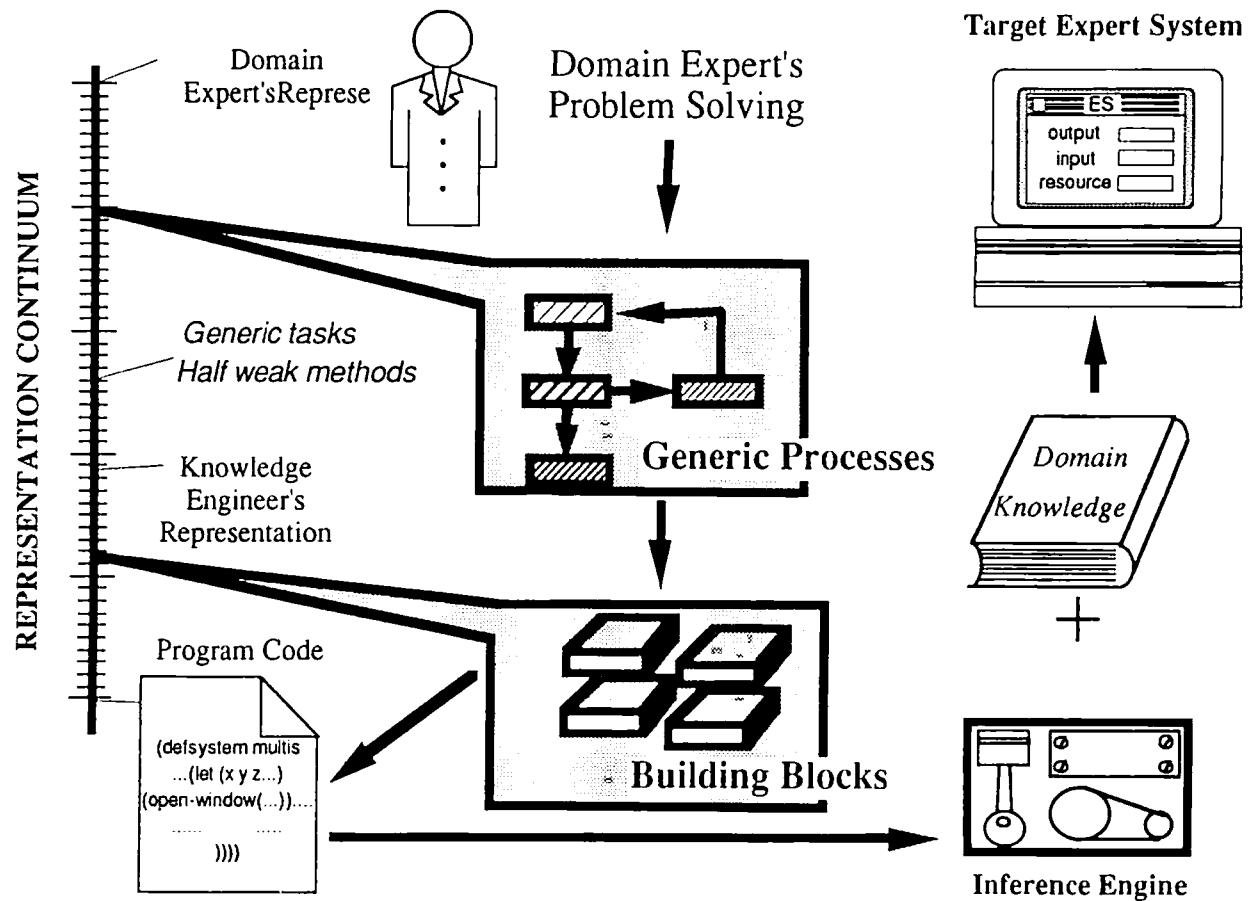 Target Expert System
Domain
Expert'sReprese
Domain Expert's
Problem Solving
ES
output
input
resource
REPRESENTATION CONTINUUM
Generic tasks
Half weak methods
Generic Processes
Domain
Knowledge
Knowledge
Engineer's
Representation
+
Program Code
(defsystem multis
...(let (x y z...)
(open-window(...))....
...... ......
))))
Building Blocks
Inference Engine